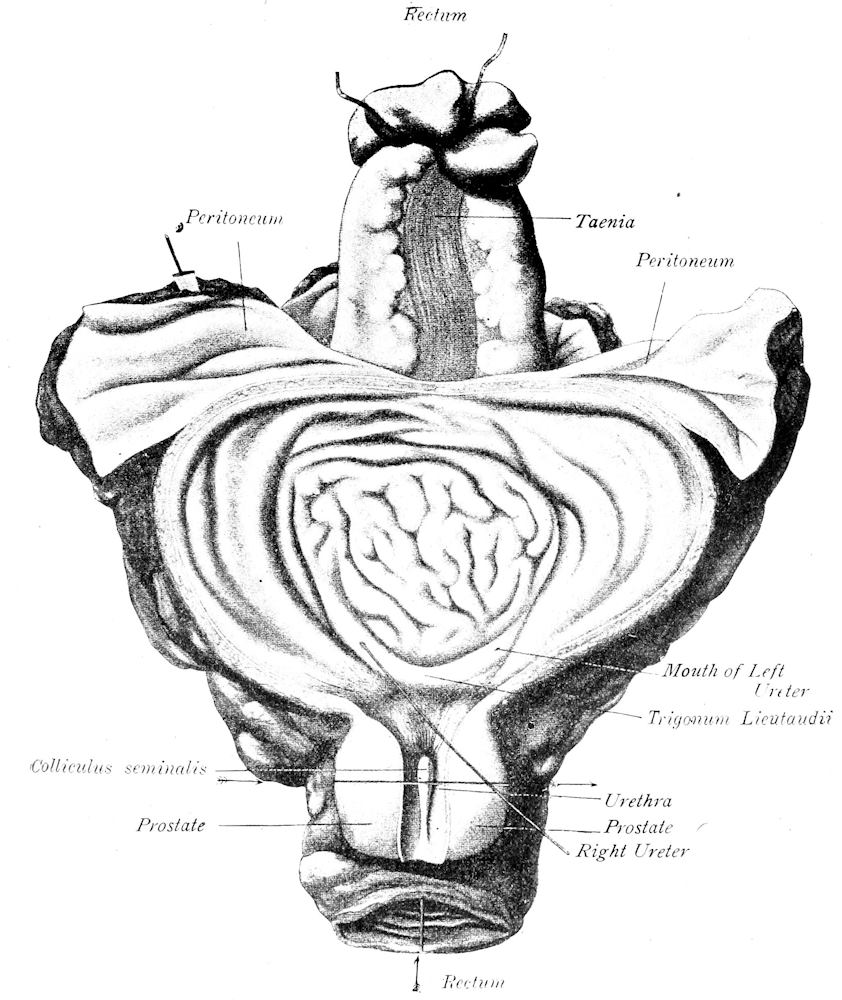 Rectum
Peritoneum
Taenia
Peritoneum
Mouth of Left
Ureter
Trigonum Lieutaudii
Colliculus seminalis
Urethra
Prostate
Prostate
Right Ureter
Rectum